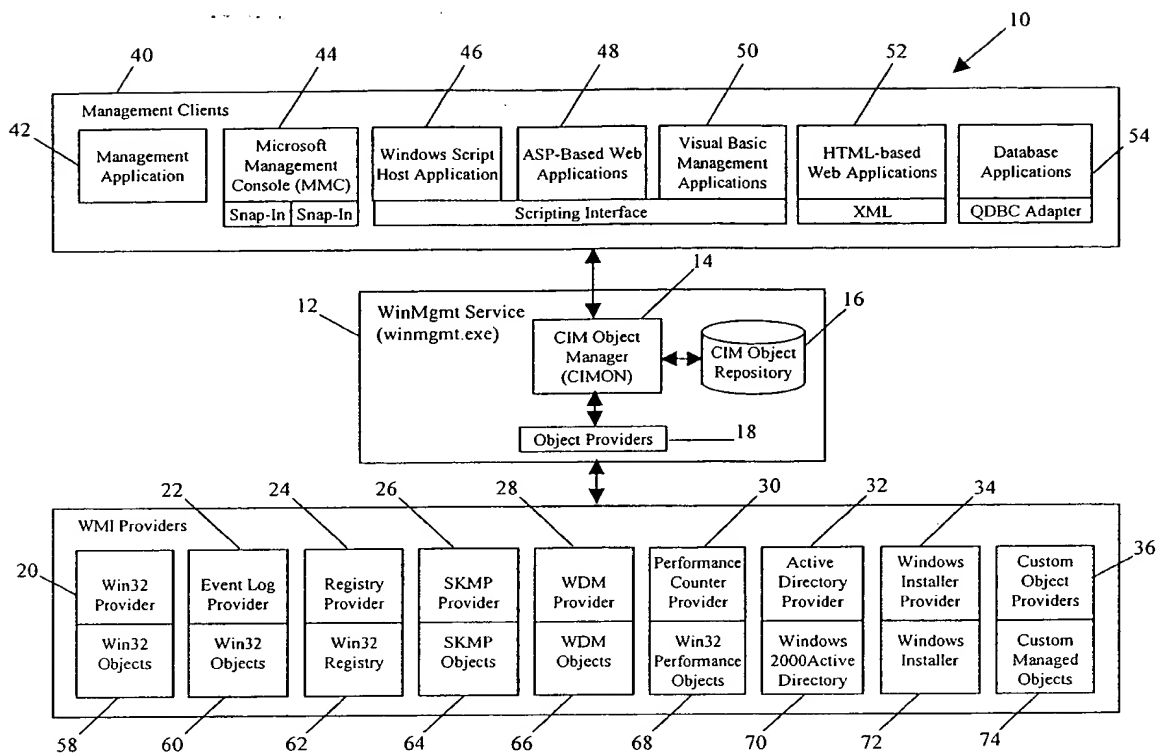 10
40
44
46
48
50
52
Management Clients
42
54
Management
Application
Microsoft
Management
Console (MMC)
Snap-In
Snap-In
Windows Script
Host Application
ASP-Based Web
Applications
Visual Basic
Management
Applications
Scripting Interface
HTML-based
Web Applications
XML
Database
Applications
QDBC Adapter
12
14
16
WinMgmt Service
(winmgmt.exe)
CIM Object
Manager
(CIMON)
CIM Object
Repository
Object Providers
18
22
24
26
28
30
32
34
WMI Providers
20
36
Win32
Provider
Win32
Objects
Event Log
Provider
Win32
Objects
Registry
Provider
Win32
Registry
SKMP
Provider
SKMP
Objects
WDM
Provider
WDM
Objects
Performance
Counter
Provider
Win32
Performance
Objects
Active
Directory
Provider
Windows
2000Active
Directory
Windows
Installer
Provider
Windows
Installer
Custom
Object
Providers
Custom
Managed
Objects
58
60
62
64
66
68
70
72
74